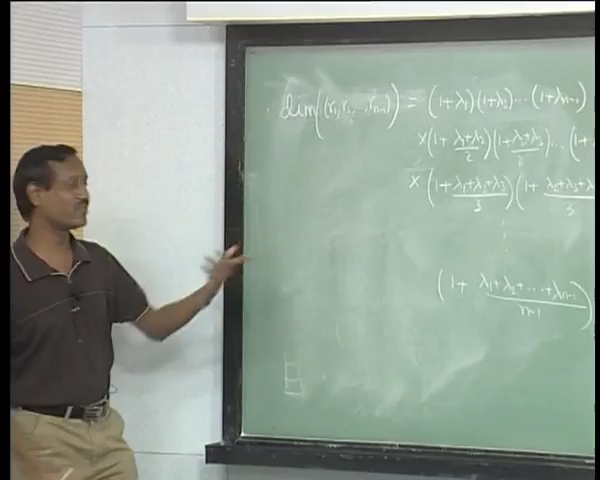 dim((r₁,r₂,...,rₙ₋₁)) = (1+λ₁)(1+λ₂)...(1+λₙ₋₁)
×(1+(λ₁+λ₂)/2)(1+(λ₂+λ₃)/2)...(1+
×(1+(λ₁+λ₂+λ₃)/3)(1+(λ₂+λ₃+λ/3
⋮
(1+(λ₁+λ₂+...+λₙ₋₁)/(n-1))